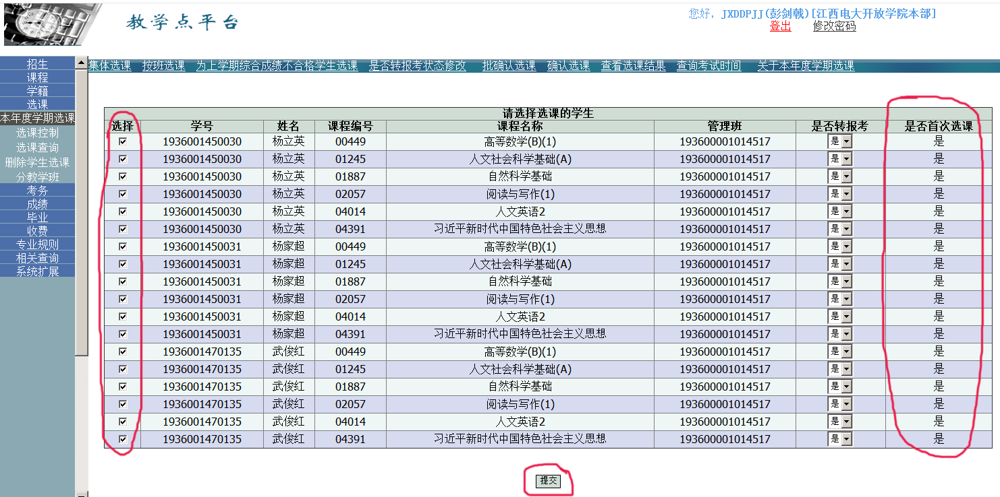 教学点平台
您好，JXDDPJJ(彭剑戟)[江西电大开放学院本部]
登出 修改密码
集体选课 按班选课 为上学期综合成绩不合格学生选课 是否转报考状态修改 批确认选课 确认选课 查看选课结果 查询考试时间 关于本年度学期选课
招生
课程
学籍
选课
本年度学期选课
选课控制
选课查询
删除学生选课
分教学班
考务
成绩
毕业
收费
专业规则
相关查询
系统扩展
请选择选课的学生
选择 学号 姓名 课程编号 课程名称 管理班 是否转报考 是否首次选课
1936001450030 杨立英 00449 高等数学(B)(1) 193600001014517 是 是
1936001450030 杨立英 01245 人文社会科学基础(A) 193600001014517 是 是
1936001450030 杨立英 01887 自然科学基础 193600001014517 是 是
1936001450030 杨立英 02057 阅读与写作(1) 193600001014517 是 是
1936001450030 杨立英 04014 人文英语2 193600001014517 是 是
1936001450030 杨立英 04391 习近平新时代中国特色社会主义思想 193600001014517 是 是
1936001450031 杨家超 00449 高等数学(B)(1) 193600001014517 是 是
1936001450031 杨家超 01245 人文社会科学基础(A) 193600001014517 是 是
1936001450031 杨家超 01887 自然科学基础 193600001014517 是 是
1936001450031 杨家超 02057 阅读与写作(1) 193600001014517 是 是
1936001450031 杨家超 04014 人文英语2 193600001014517 是 是
1936001450031 杨家超 04391 习近平新时代中国特色社会主义思想 193600001014517 是 是
1936001470135 武俊红 00449 高等数学(B)(1) 193600001014517 是 是
1936001470135 武俊红 01245 人文社会科学基础(A) 193600001014517 是 是
1936001470135 武俊红 01887 自然科学基础 193600001014517 是 是
1936001470135 武俊红 02057 阅读与写作(1) 193600001014517 是 是
1936001470135 武俊红 04014 人文英语2 193600001014517 是 是
1936001470135 武俊红 04391 习近平新时代中国特色社会主义思想 193600001014517 是 是
提交